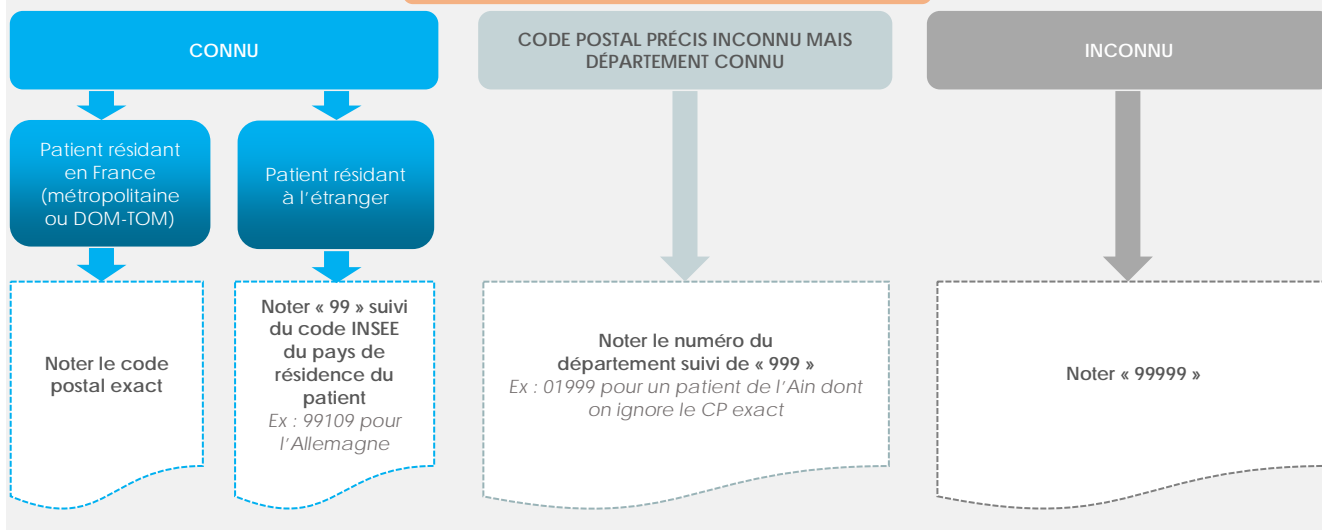 CONNU
CODE POSTAL PRÉCIS INCONNU MAIS
DÉPARTEMENT CONNU
INCONNU
Patient résidant
en France
(métropolitaine
ou DOM-TOM)
Patient résidant
à l'étranger
Noter le code
postal exact
Noter « 99 » suivi
du code INSEE
du pays de
résidence du
patient
Ex : 99109 pour
l'Allemagne
Noter le numéro du
département suivi de « 999 »
Ex : 01999 pour un patient de l'Ain dont
on ignore le CP exact
Noter « 99999 »